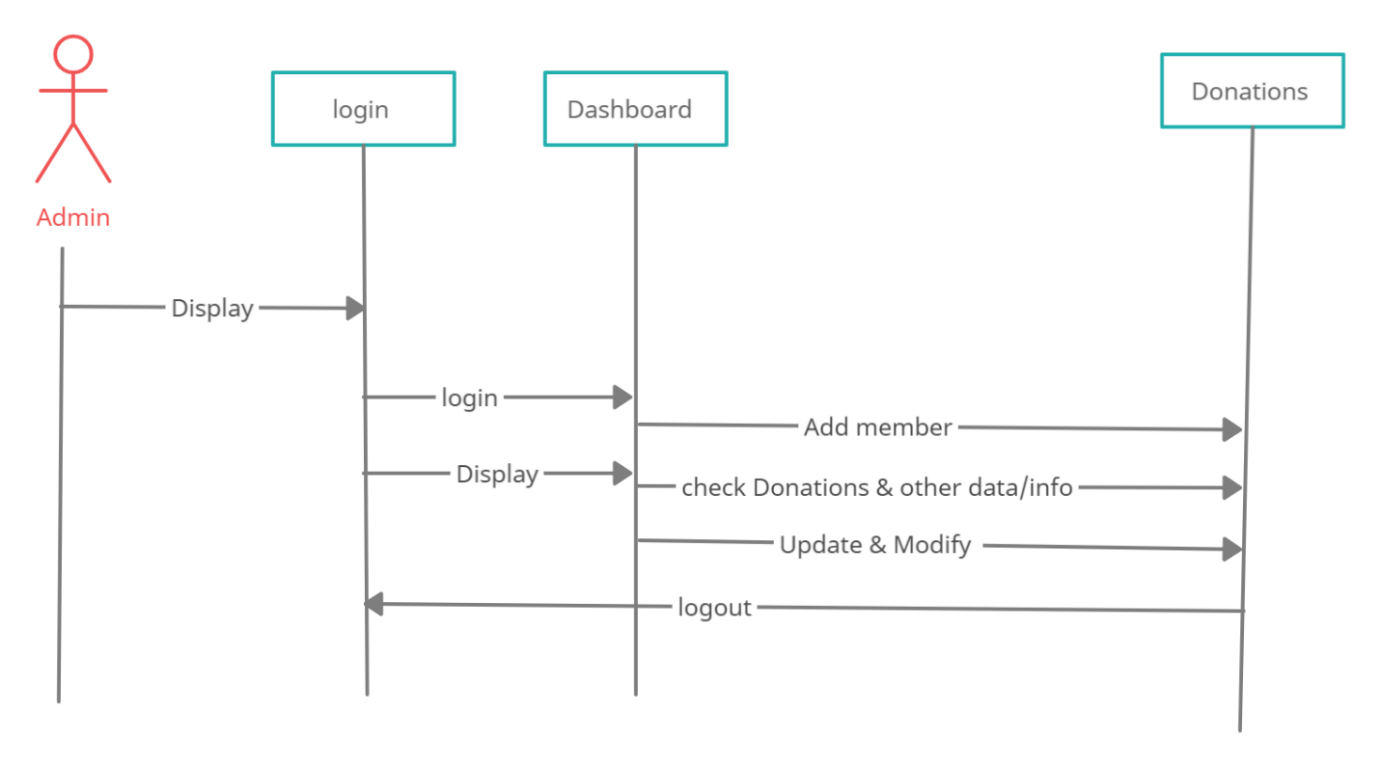 login
Dashboard
Donations
Admin
Display
login
Add member
Display
check Donations & other data/info
Update & Modify
logout